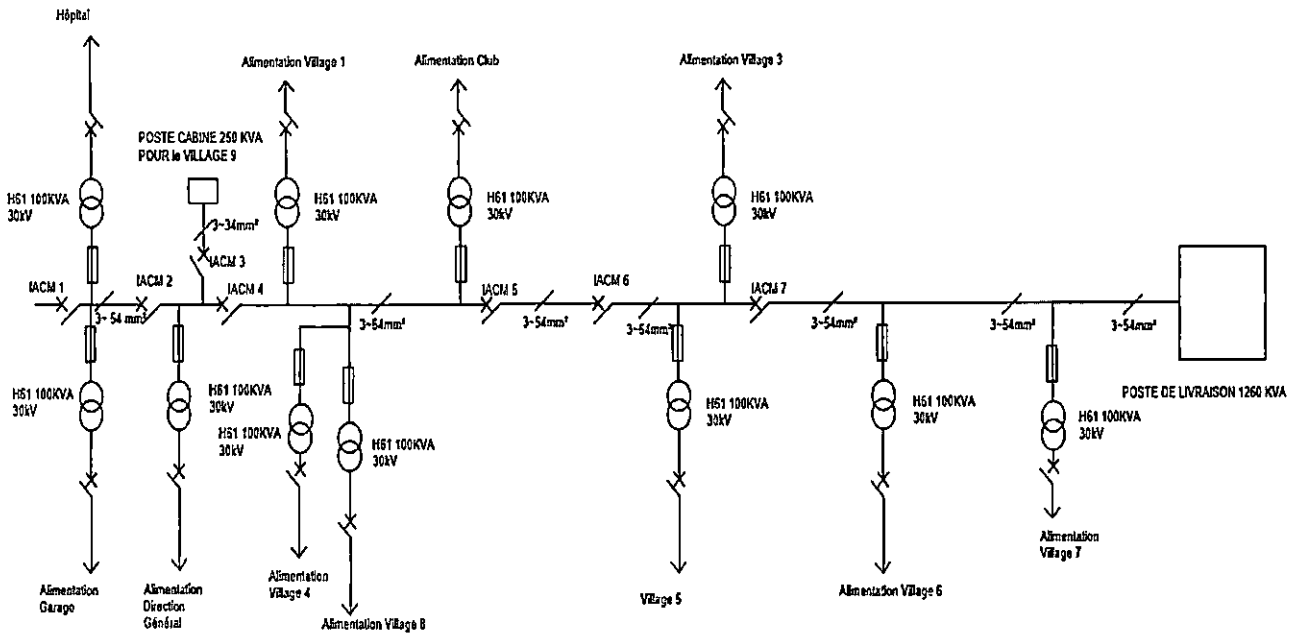 Hôpital
Alimentation Village 1
Alimentation Club
Alimentation Village 3
POSTE CABINE 250 KVA
POUR le VILLAGE 9
H61 100KVA
30kV
H61 100KVA
30kV
H61 100KVA
30kV
H61 100KVA
30kV
3~34mm²
IACM 1
IACM 2
IACM 3
IACM 4
IACM 5
IACM 6
IACM 7
3~ 54 mm²
3~54mm²
3~54mm²
3~54mm²
3~54mm²
3~54mm²
3~54mm²
POSTE DE LIVRAISON 1260 KVA
H61 100KVA
30kV
H61 100KVA
30kV
H61 100KVA
30kV
H61 100KVA
30kV
H61 100KVA
30kV
H61 100KVA
30kV
H61 100KVA
30kV
Alimentation
Garage
Alimentation
Direction
Général
Alimentation
Village 4
Alimentation Village 8
Village 5
Alimentation Village 6
Alimentation
Village 7